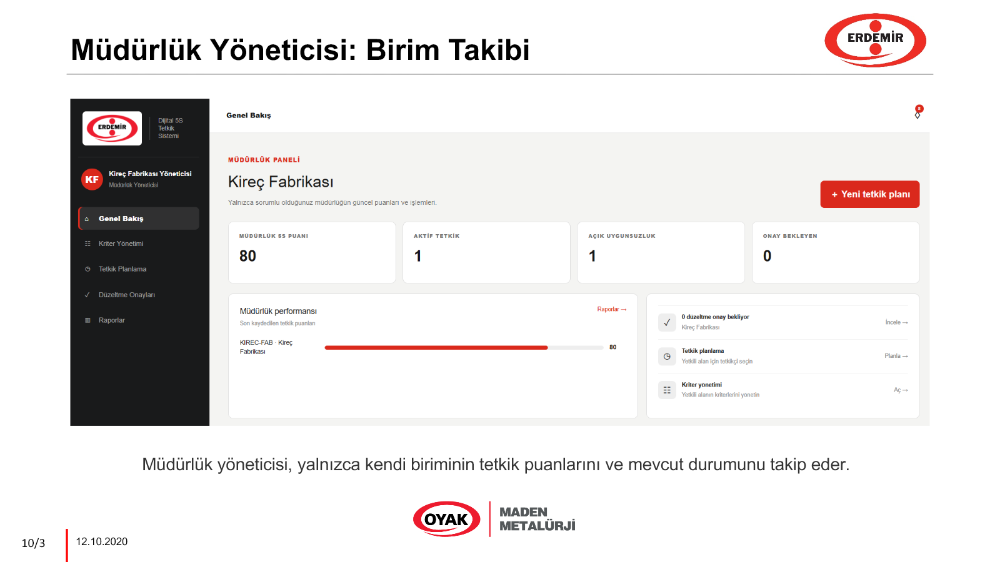 Müdürlük Yöneticisi: Birim Takibi
ERDEMİR
ERDEMİR
Dijital 5S
Tetkik
Sistemi
KF
Kireç Fabrikası Yöneticisi
Müdürlük Yöneticisi
Genel Bakış
Kriter Yönetimi
Tetkik Planlama
Düzeltme Onayları
Raporlar
Genel Bakış
8
MÜDÜRLÜK PANELİ
Kireç Fabrikası
Yalnızca sorumlu olduğunuz müdürlüğün güncel puanları ve işlemleri.
+ Yeni tetkik planı
MÜDÜRLÜK 5S PUANI
80
AKTİF TETKİK
1
AÇIK UYGUNSUZLUK
1
ONAY BEKLEYEN
0
Müdürlük performansı
Raporlar →
Son kaydedilen tetkik puanları
KIREC-FAB · Kireç
Fabrikası
80
0 düzeltme onay bekliyor
Kireç Fabrikası
İncele →
Tetkik planlama
Yetkili alan için tetkikçi seçin
Planla →
Kriter yönetimi
Yetkili alanın kriterlerini yönetin
Aç →
Müdürlük yöneticisi, yalnızca kendi biriminin tetkik puanlarını ve mevcut durumunu takip eder.
OYAK
MADEN
METALÜRJİ
10/3
12.10.2020